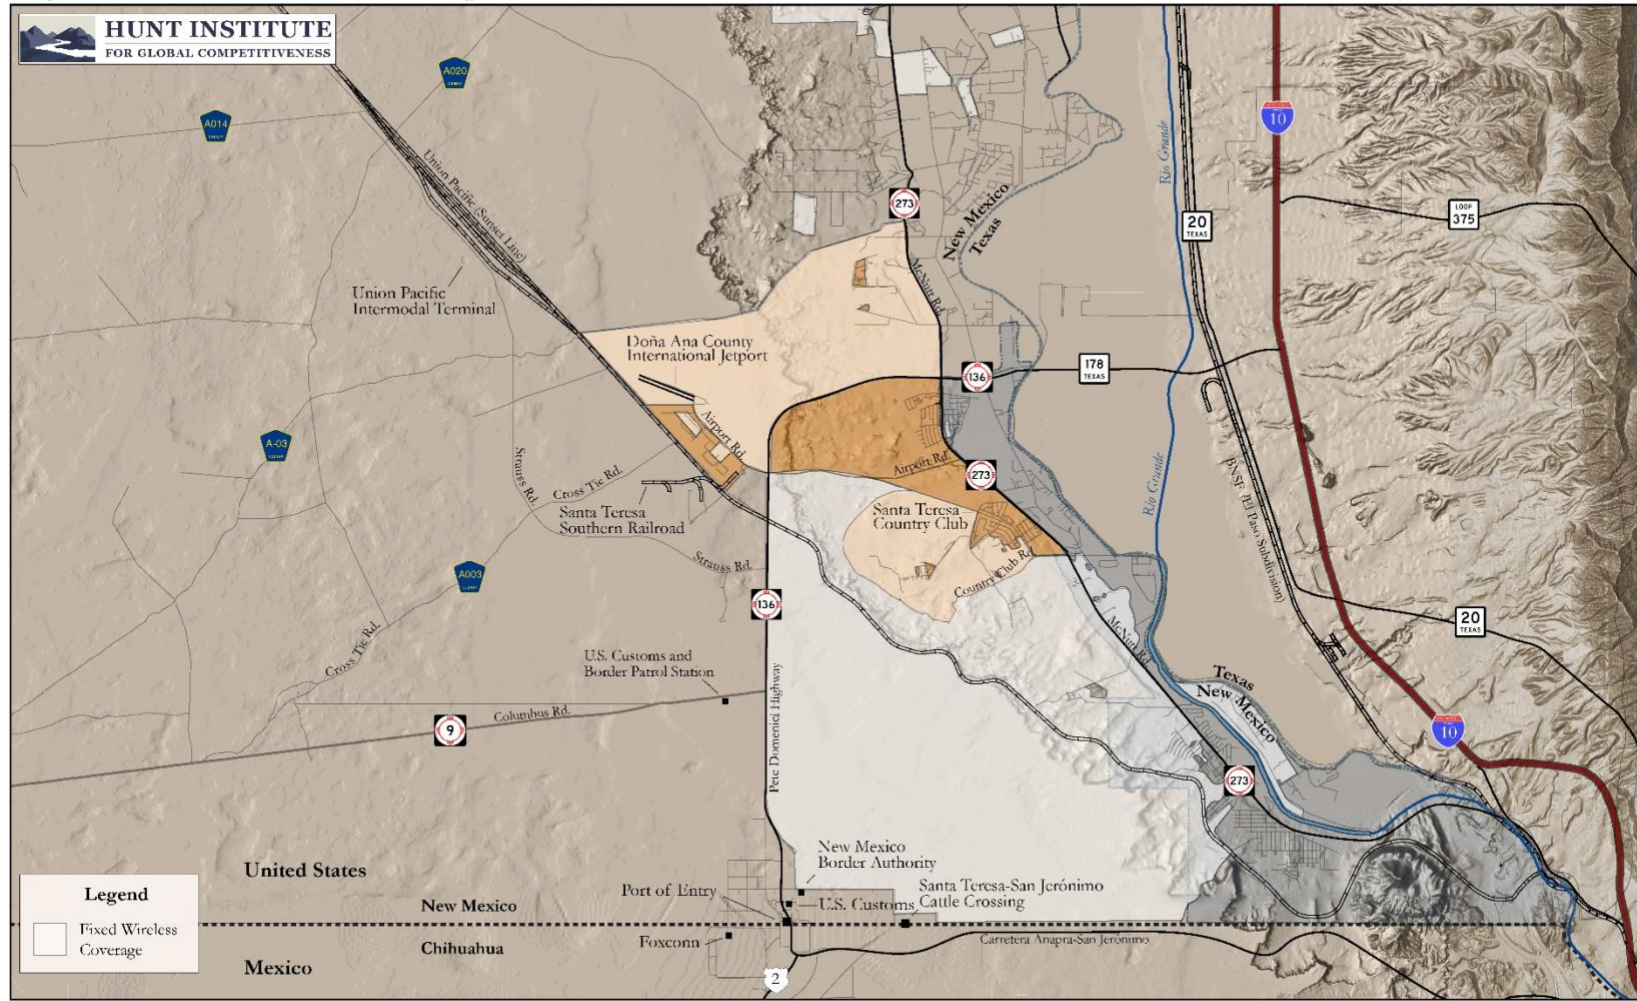 HUNT INSTITUTE
FOR GLOBAL COMPETITIVENESS
A020
A014
10
Union Pacific (Sunset Line)
273
New Mexico
Texas
Rio Grande
20
TEXAS
LOOP
375
McNutt Rd.
Union Pacific
Intermodal Terminal
Doña Ana County
International Jetport
136
178
TEXAS
A-03
Airport Rd.
Airport Rd.
273
Strauss Rd.
Cross Tic Rd.
Santa Teresa
Southern Railroad
Santa Teresa
Country Club
Rio Grande
BNSF (El Paso Subdivision)
Strauss Rd.
Country Club Rd.
A003
136
20
TEXAS
Cross Tic Rd.
McNutt Rd.
U.S. Customs and
Border Patrol Station
Texas
New Mexico
Columbus Rd.
9
Pete Domenici Highway
10
273
New Mexico
Border Authority
United States
Port of Entry
U.S. Customs
Santa Teresa-San Jerónimo
Cattle Crossing
Legend
Fixed Wireless
Coverage
New Mexico
Chihuahua
Foxconn
Carretera Anapra-San Jerónimo
Mexico
2